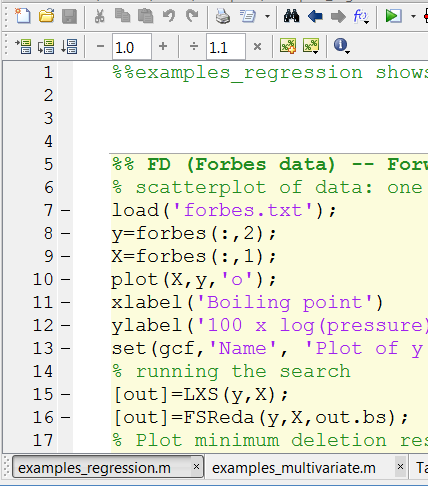 1.0
1.1
1 %%examples_regression shows
2
3
4
5 %% FD (Forbes data) -- Forw
6 % scatterplot of data: one
7 – load('forbes.txt');
8 – y=forbes(:,2);
9 – X=forbes(:,1);
10 – plot(X,y,'o');
11 – xlabel('Boiling point')
12 – ylabel('100 x log(pressure)
13 – set(gcf,'Name', 'Plot of y
14 % running the search
15 – [out]=LXS(y,X);
16 – [out]=FSReda(y,X,out.bs);
17 % Plot minimum deletion res
examples_regression.m × examples_multivariate.m × Ta